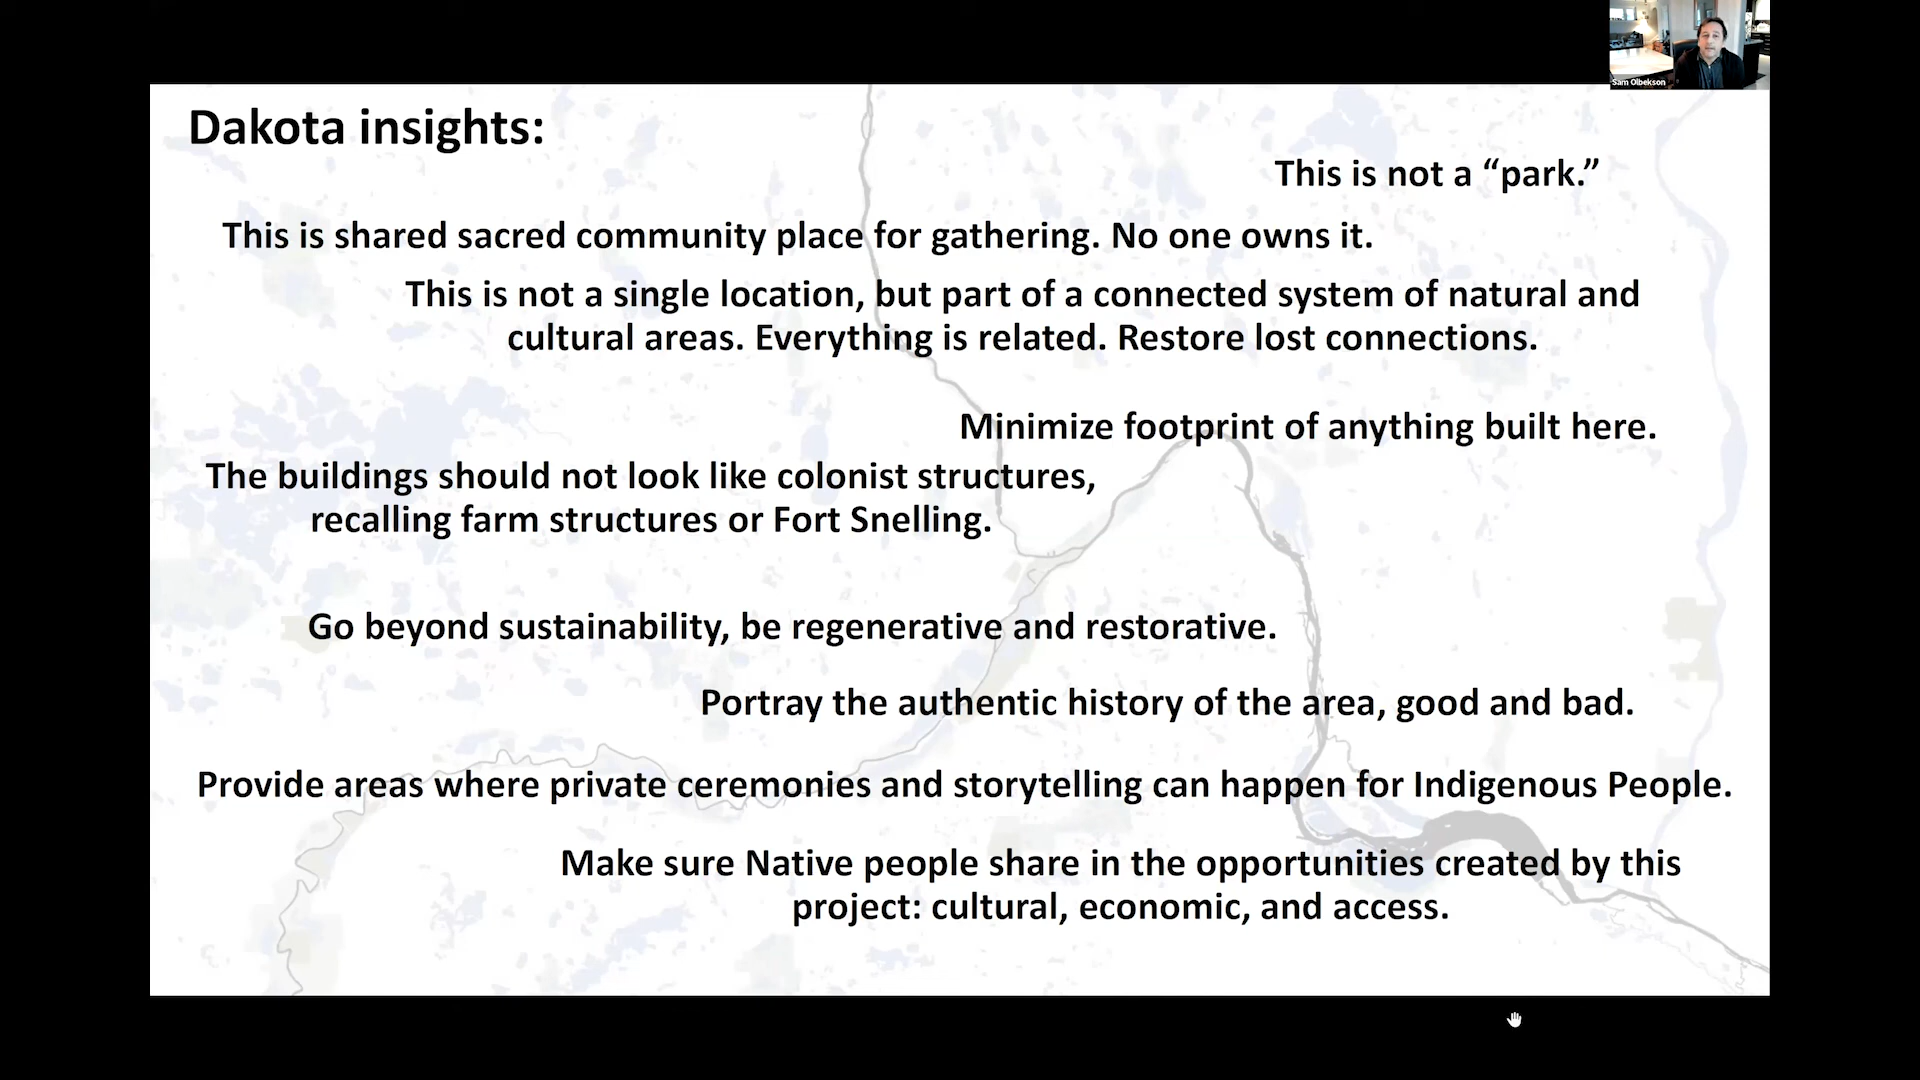 Sam Olbekson
Dakota insights:
This is not a “park.”
This is shared sacred community place for gathering. No one owns it.
This is not a single location, but part of a connected system of natural and
cultural areas. Everything is related. Restore lost connections.
Minimize footprint of anything built here.
The buildings should not look like colonist structures,
recalling farm structures or Fort Snelling.
Go beyond sustainability, be regenerative and restorative.
Portray the authentic history of the area, good and bad.
Provide areas where private ceremonies and storytelling can happen for Indigenous People.
Make sure Native people share in the opportunities created by this
project: cultural, economic, and access.